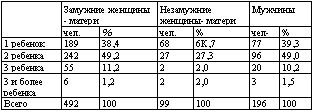 Замужние женщины - матери | Незамужние женщины- матери | Мужчины
чел. | % | чел. | % | чел- | %
1 ребенок | 189 | 38,4 | 68 | 6К,7 | 77 | 39,3
2 ребенка | 242 | 49,2 | 27 | 27,3 | 96 | 49,0
3 ребенка | 55 | 11,2 | 2 | 2,0 | 20 | 10,2
3 и более ребенка | 6 | 1,2 | 2 | 2,0 | 3 | 1,5
Всего | 492 | 100 | 99 | 100 | 196 | 100